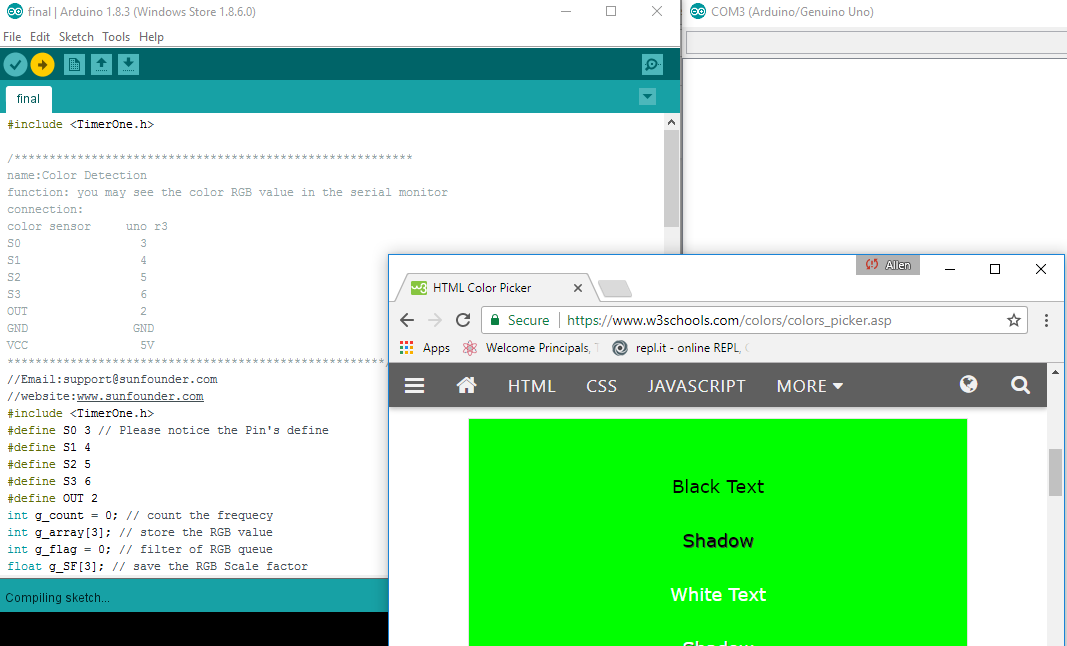 final | Arduino 1.8.3 (Windows Store 1.8.6.0)
File Edit Sketch Tools Help
final
#include <TimerOne.h>
/*********************************************************
name:Color Detection
function: you may see the color RGB value in the serial monitor
connection:
color sensor     uno r3
S0                 3
S1                 4
S2                 5
S3                 6
OUT                2
GND               GND
VCC                5V
******************************************************
//Email:support@sunfounder.com
//website:www.sunfounder.com
#include <TimerOne.h>
#define S0 3 // Please notice the Pin's define
#define S1 4
#define S2 5
#define S3 6
#define OUT 2
int g_count = 0; // count the frequecy
int g_array[3]; // store the RGB value
int g_flag = 0; // filter of RGB queue
float g_SF[3]; // save the RGB Scale factor
Compiling sketch...
COM3 (Arduino/Genuino Uno)
Allen
HTML Color Picker
Secure https://www.w3schools.com/colors/colors_picker.asp
Apps Welcome Principals, repl.it - online REPL,
HTML CSS JAVASCRIPT MORE
Black Text
Shadow
White Text
Shadow